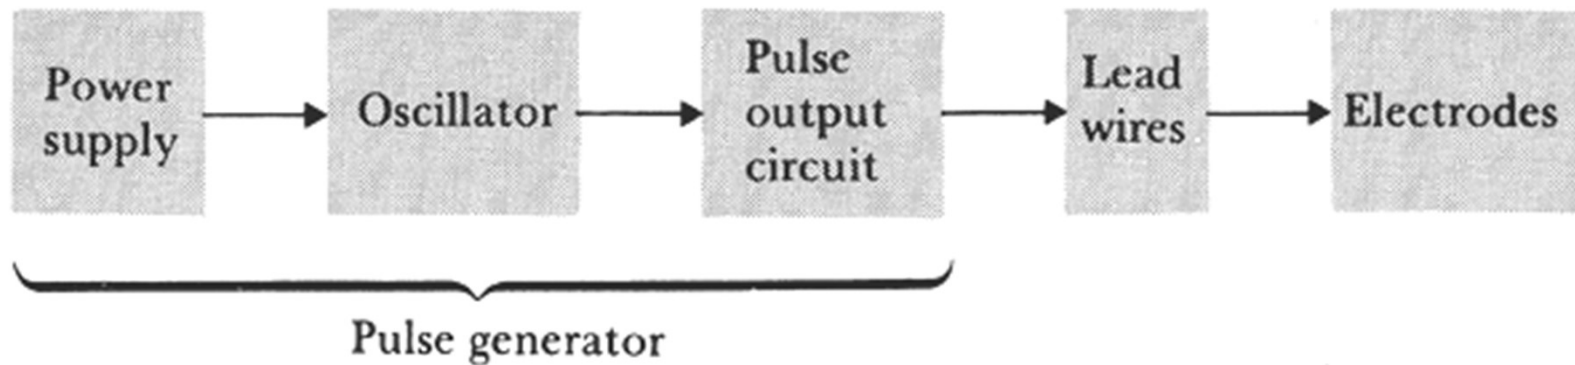 Power
supply
Oscillator
Pulse
output
circuit
Lead
wires
Electrodes
Pulse generator